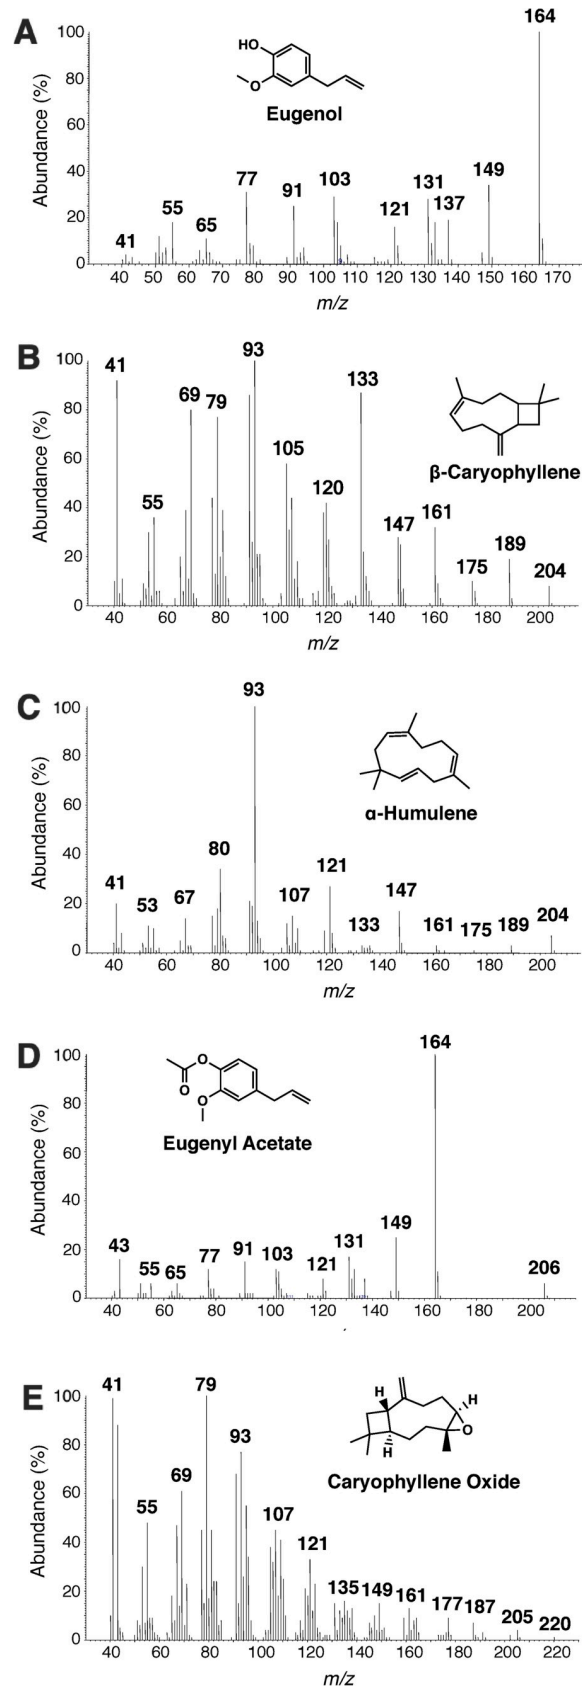 A
164
100
HO
80
O
Eugenol
Abundance (%)
60
40
149
77
103
131
91
137
55
20
121
65
41
0
40 50 60 70 80 90 100 110 120 130 140 150 160 170
m/z
B
93
100
41
133
69 79
80
Abundance (%)
β-Caryophyllene
60
105
120
40
55
161
147
189
20
175
204
0
40 60 80 100 120 140 160 180 200
m/z
C
93
100
80
Abundance (%)
α-Humulene
60
80
40
121
41
107
147
67
53
20
133
161 175 189 204
0
40 60 80 100 120 140 160 180 200
m/z
D
164
100
O
O
O
80
Eugenyl Acetate
Abundance (%)
60
40
149
131
43
91
77
103
20
55 65
121
206
0
40 60 80 100 120 140 160 180 200
E
41
79
100
H
H
O
H
93
80
Caryophyllene Oxide
69
Abundance (%)
60
55
107
40
121
20
135 149 161 177 187 205 220
0
40 60 80 100 120 140 160 180 200 220
m/z